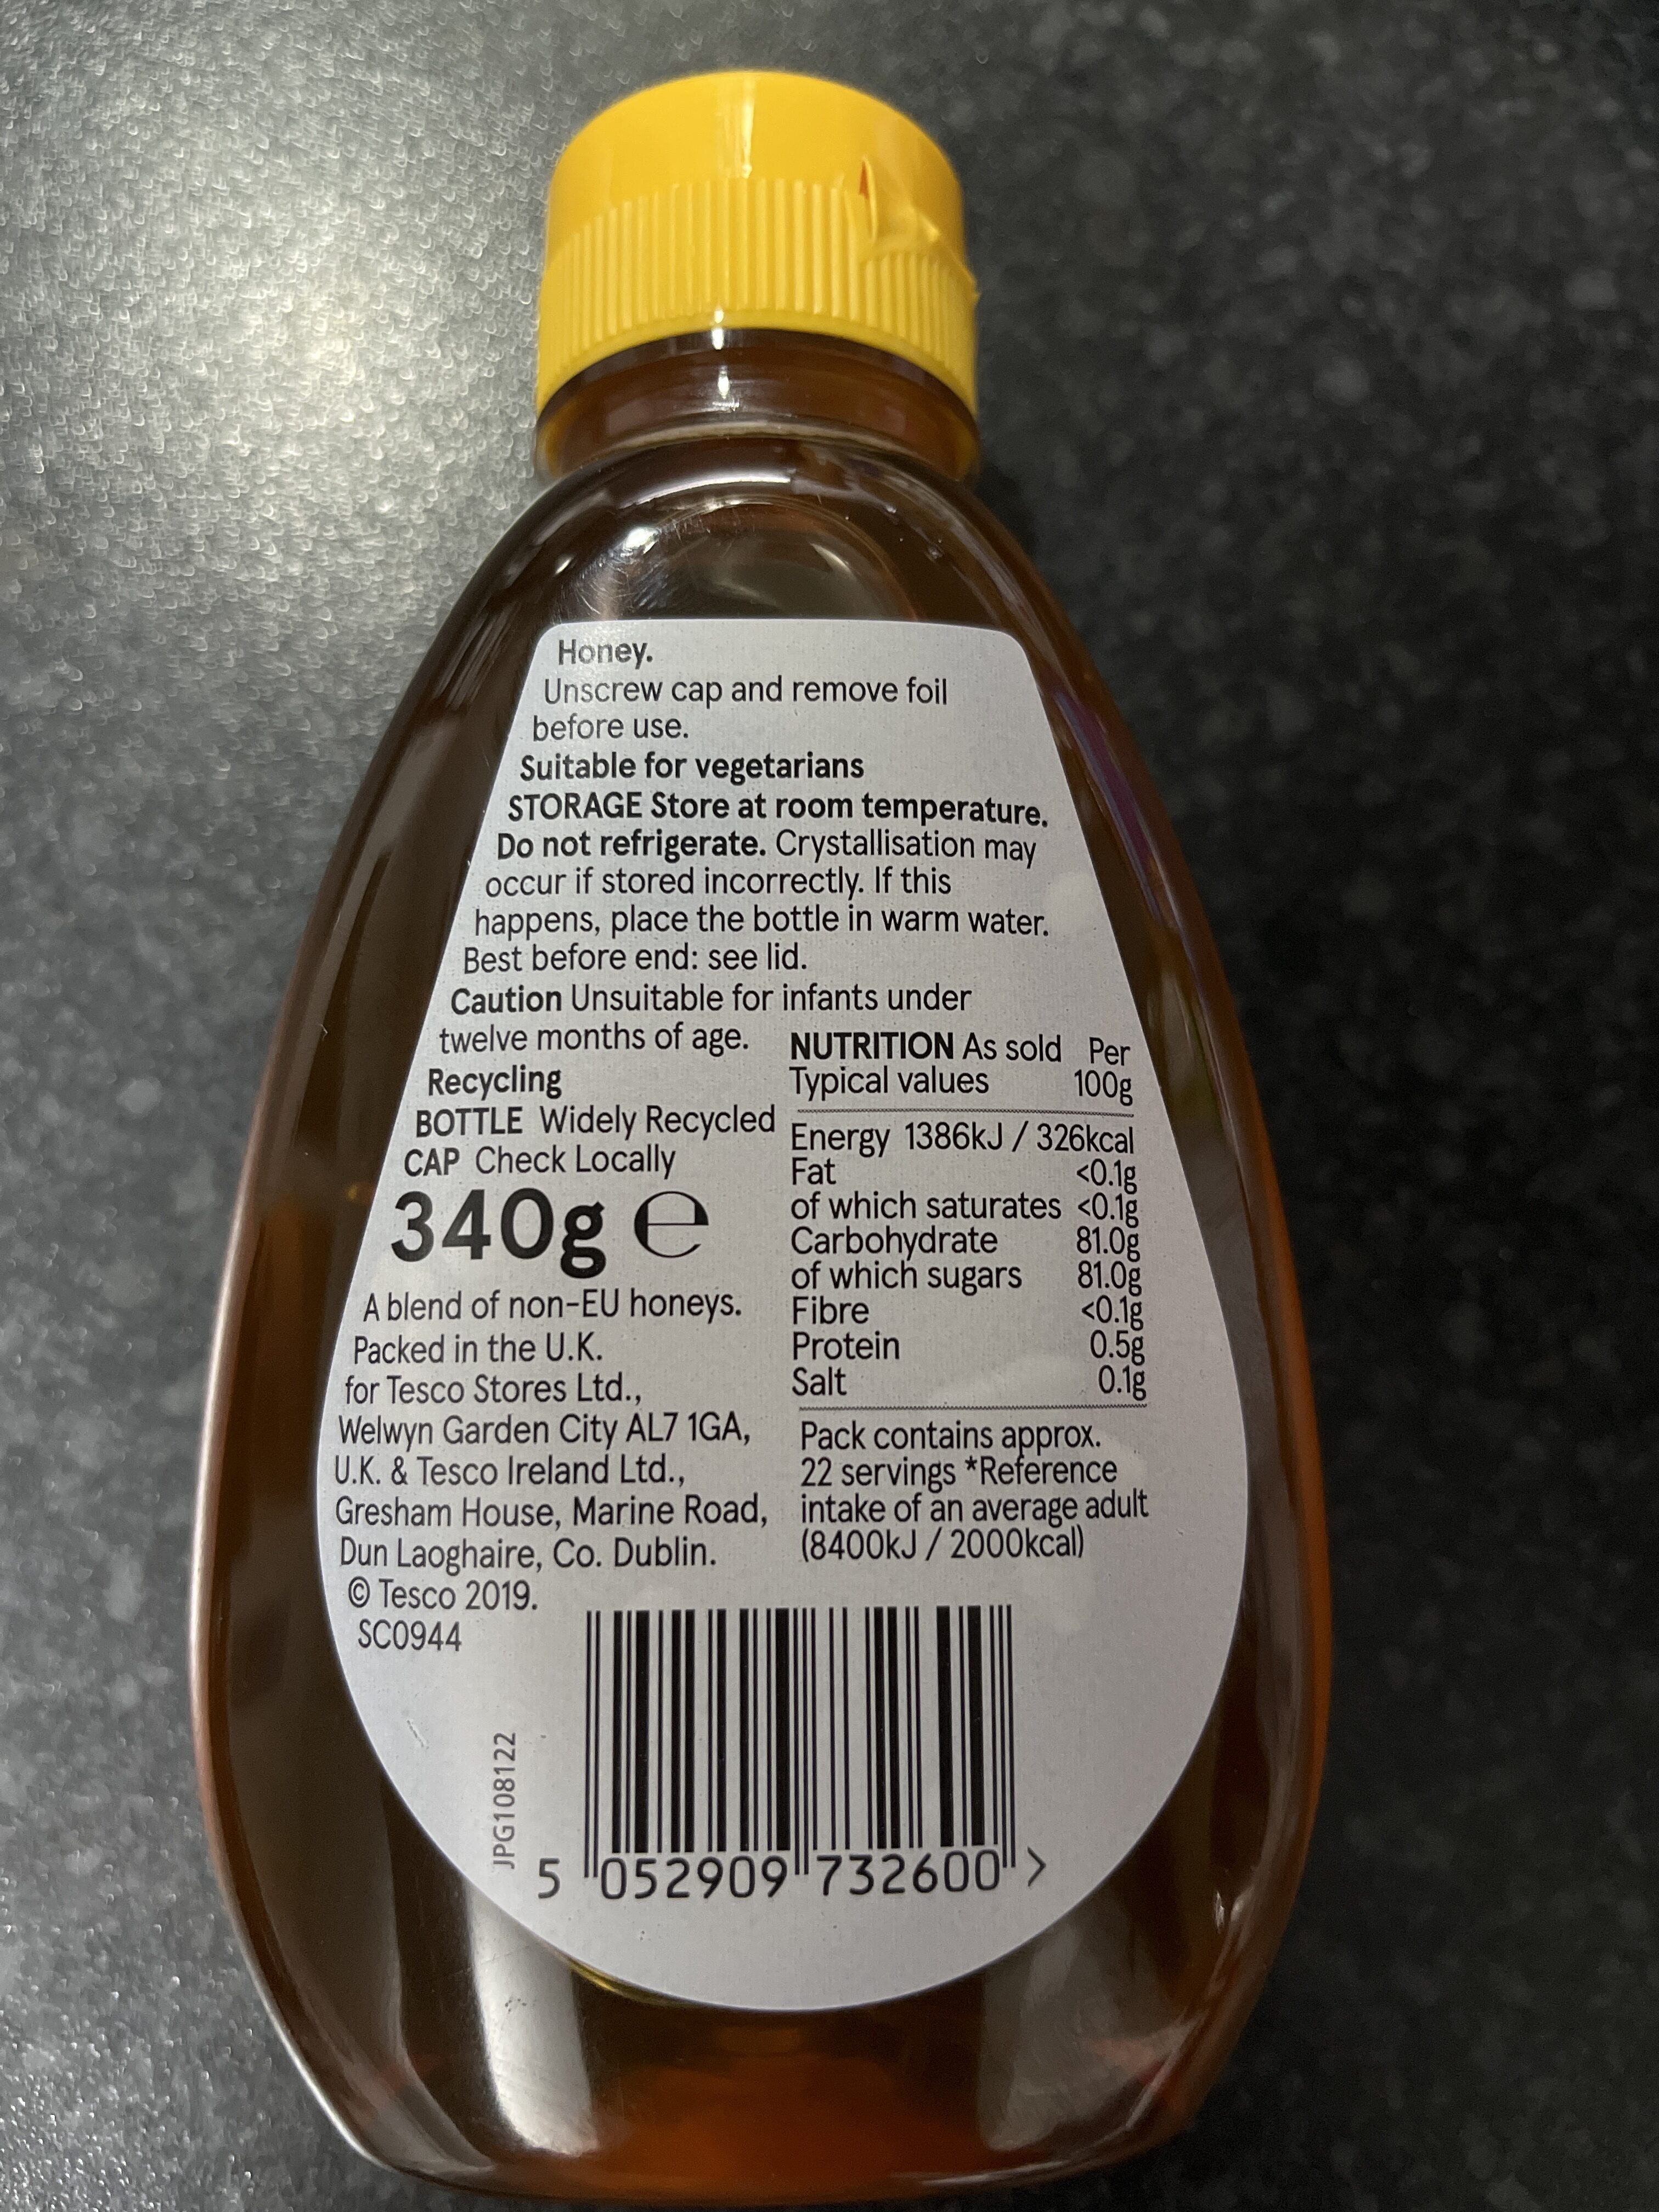 Honey.
Unscrew cap and remove foil
before use.
Suitable for vegetarians
STORAGE Store at room temperature.
Do not refrigerate. Crystallisation may
occur if stored incorrectly. If this
happens, place the bottle in warm water.
Best before end: see lid.
Caution Unsuitable for infants under
twelve months of age.
Recycling
BOTTLE Widely Recycled
CAP Check Locally
340g ℮
A blend of non-EU honeys.
Packed in the U.K.
for Tesco Stores Ltd.,
Welwyn Garden City AL7 1GA,
U.K. & Tesco Ireland Ltd.,
Gresham House, Marine Road,
Dun Laoghaire, Co. Dublin.
© Tesco 2019.
SC0944
NUTRITION As sold Per
Typical values 100g
Energy 1386kJ / 326kcal
Fat <0.1g
of which saturates <0.1g
Carbohydrate 81.0g
of which sugars 81.0g
Fibre <0.1g
Protein 0.5g
Salt 0.1g
Pack contains approx.
22 servings *Reference
intake of an average adult
(8400kJ / 2000kcal)
JPG108122
5 052909 732600 >